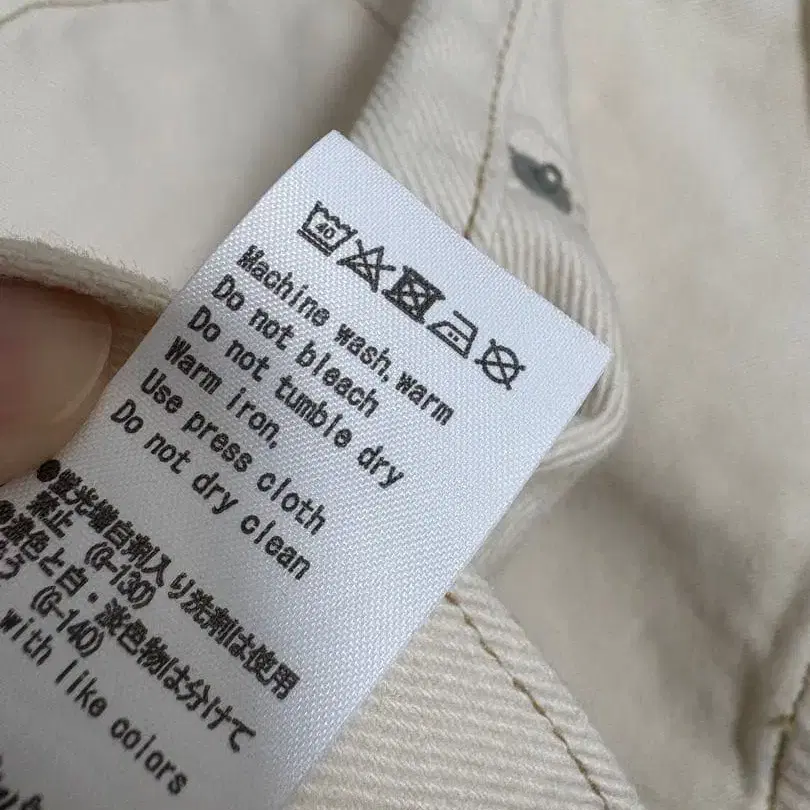 40
Machine wash, warm
Do not bleach
Do not tumble dry
Warm iron,
Use press cloth
Do not dry clean
●蛍光増白剤入り洗剤は使用
禁止 (G-130)
●濃色と白・淡色物は分けて
う (G-140)
with like colors